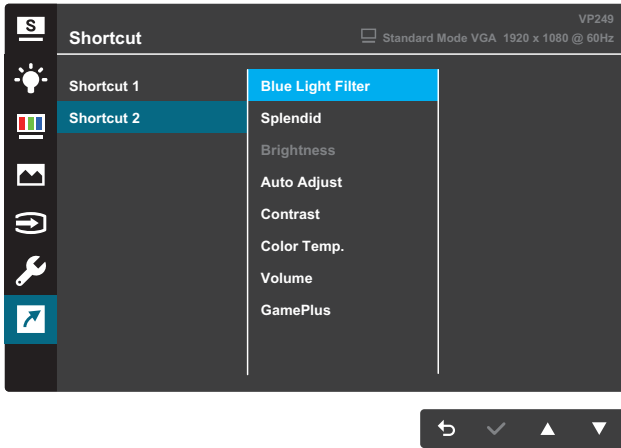 S
VP249
Shortcut
Standard Mode VGA 1920 x 1080 @ 60Hz
Shortcut 1
Shortcut 2
Blue Light Filter
Splendid
Brightness
Auto Adjust
Contrast
Color Temp.
Volume
GamePlus